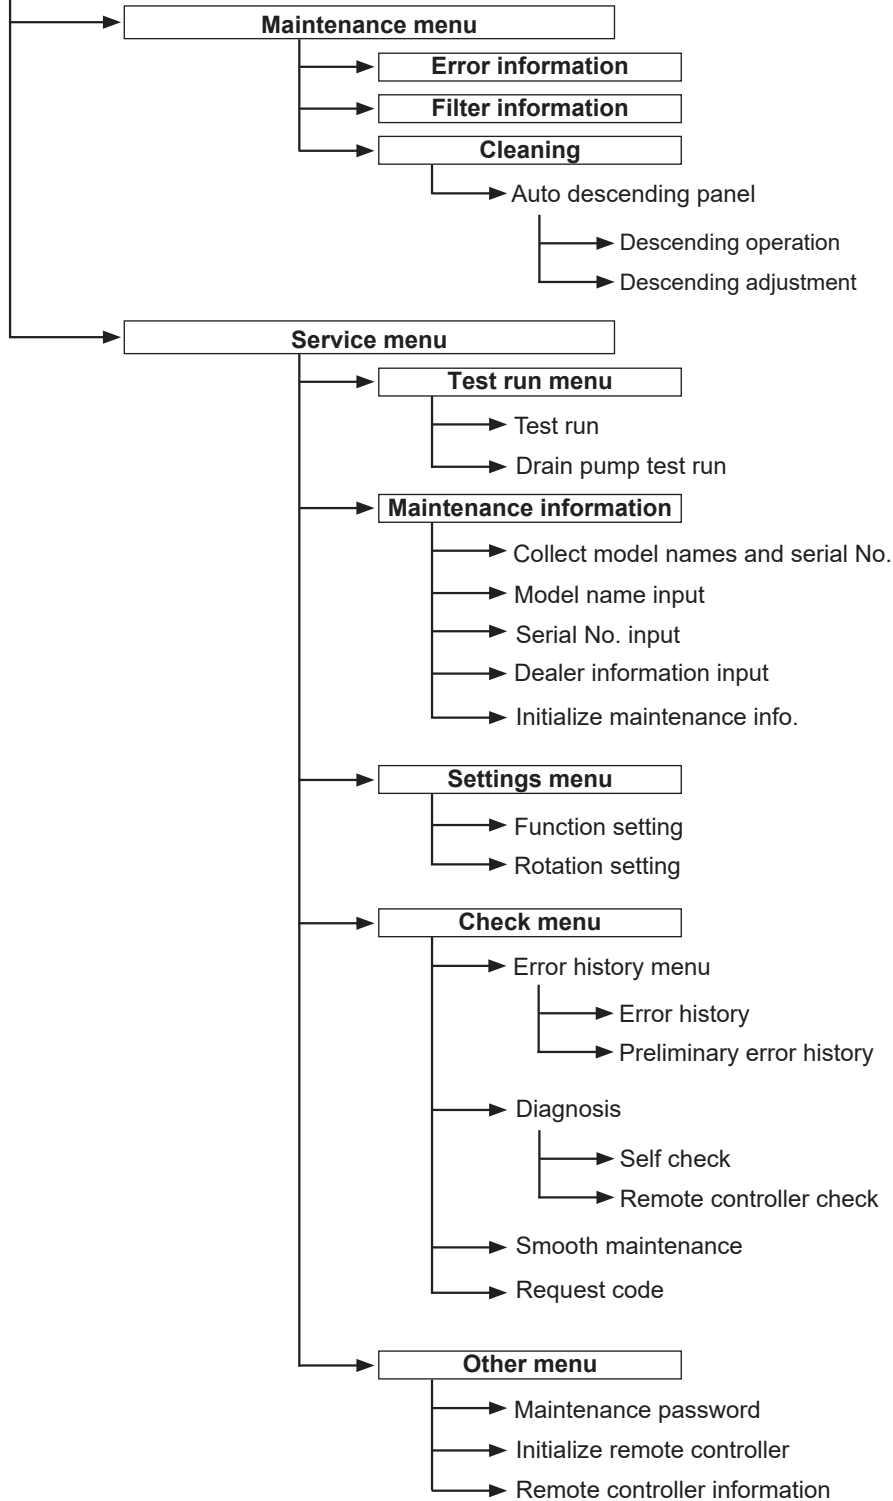 Maintenance menu
Error information
Filter information
Cleaning
Auto descending panel
Descending operation
Descending adjustment
Service menu
Test run menu
Test run
Drain pump test run
Maintenance information
Collect model names and serial No.
Model name input
Serial No. input
Dealer information input
Initialize maintenance info.
Settings menu
Function setting
Rotation setting
Check menu
Error history menu
Error history
Preliminary error history
Diagnosis
Self check
Remote controller check
Smooth maintenance
Request code
Other menu
Maintenance password
Initialize remote controller
Remote controller information